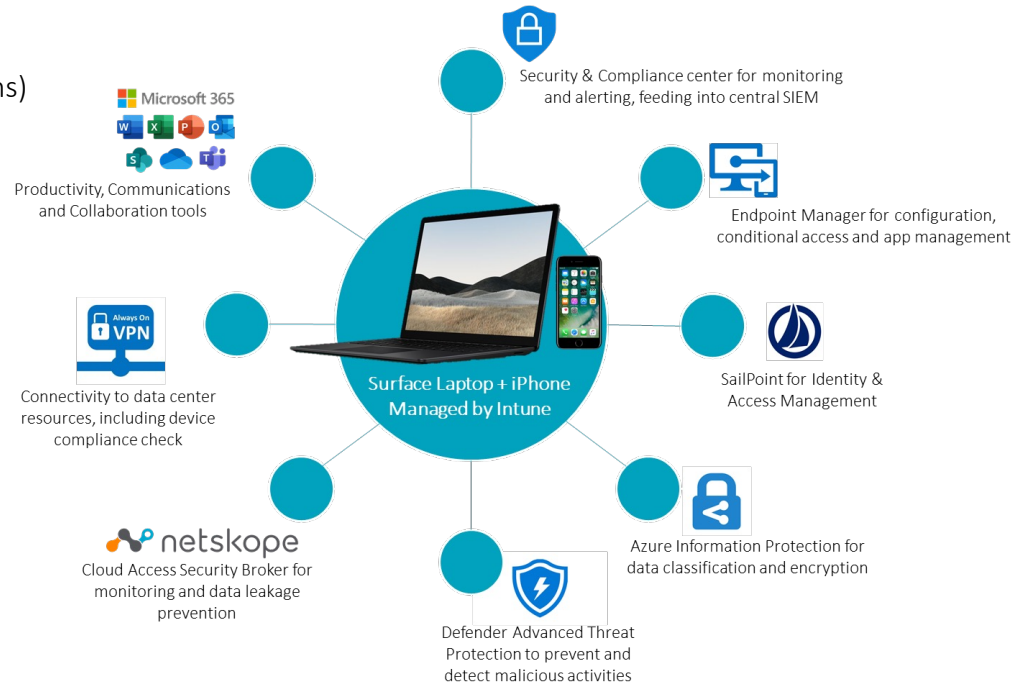 ns)
Microsoft 365
W X P O
S T
Productivity, Communications
and Collaboration tools
Security & Compliance center for monitoring
and alerting, feeding into central SIEM
Endpoint Manager for configuration,
conditional access and app management
Always On
VPN
Connectivity to data center
resources, including device
compliance check
Surface Laptop + iPhone
Managed by Intune
SailPoint for Identity &
Access Management
netskope
Cloud Access Security Broker for
monitoring and data leakage
prevention
Azure Information Protection for
data classification and encryption
Defender Advanced Threat
Protection to prevent and
detect malicious activities